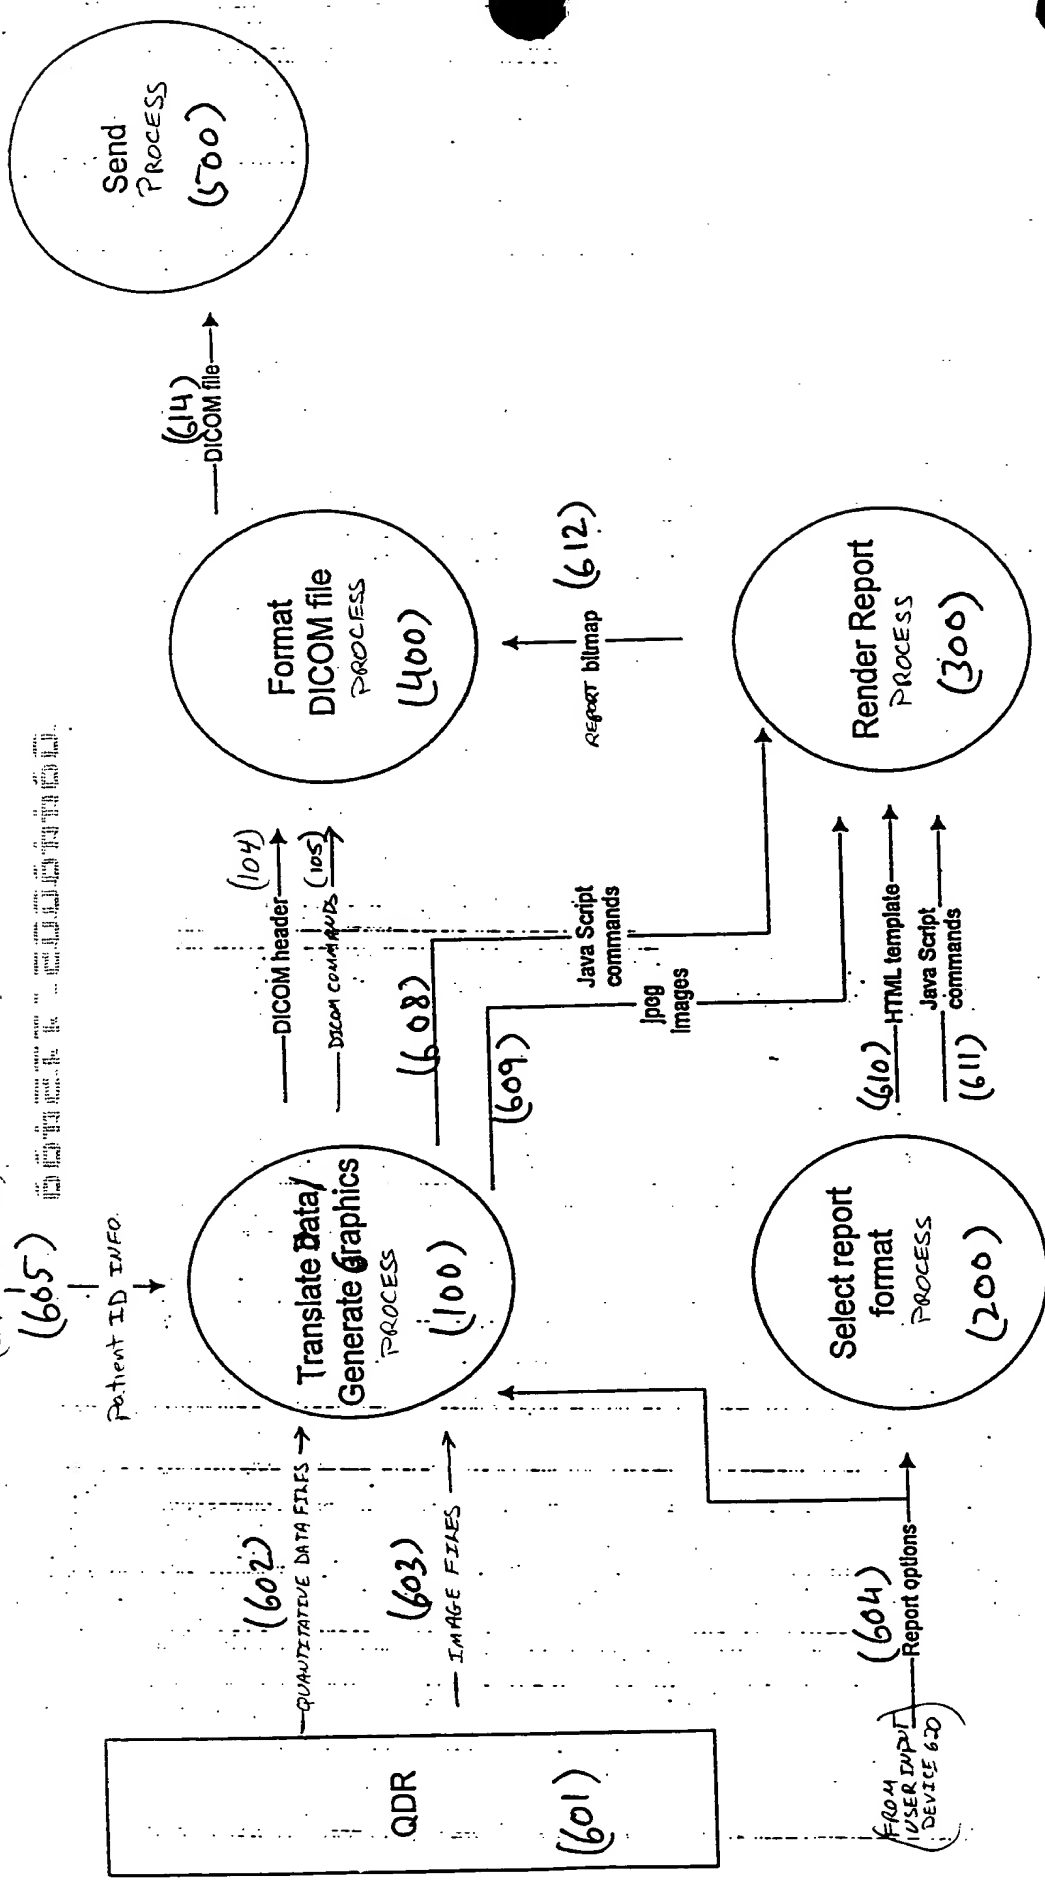 (605)
Patient ID INFO.
QDR
(601)
(602)
QUANTITATIVE DATA FILES
(603)
IMAGE FILES
FROM
USER INPUT
DEVICE 620
(604)
Report options
Translate Data/
Generate Graphics
PROCESS
(100)
Select report
format
PROCESS
(200)
(104)
DICOM header
(105)
DICOM COMMANDS
(608)
Java Script
commands
(609)
Jpeg
Images
(610)
HTML template
Java Script
commands
(611)
Format
DICOM file
PROCESS
(400)
REPORT bitmap
(612)
Render Report
PROCESS
(300)
(614)
DICOM file
Send
PROCESS
(500)